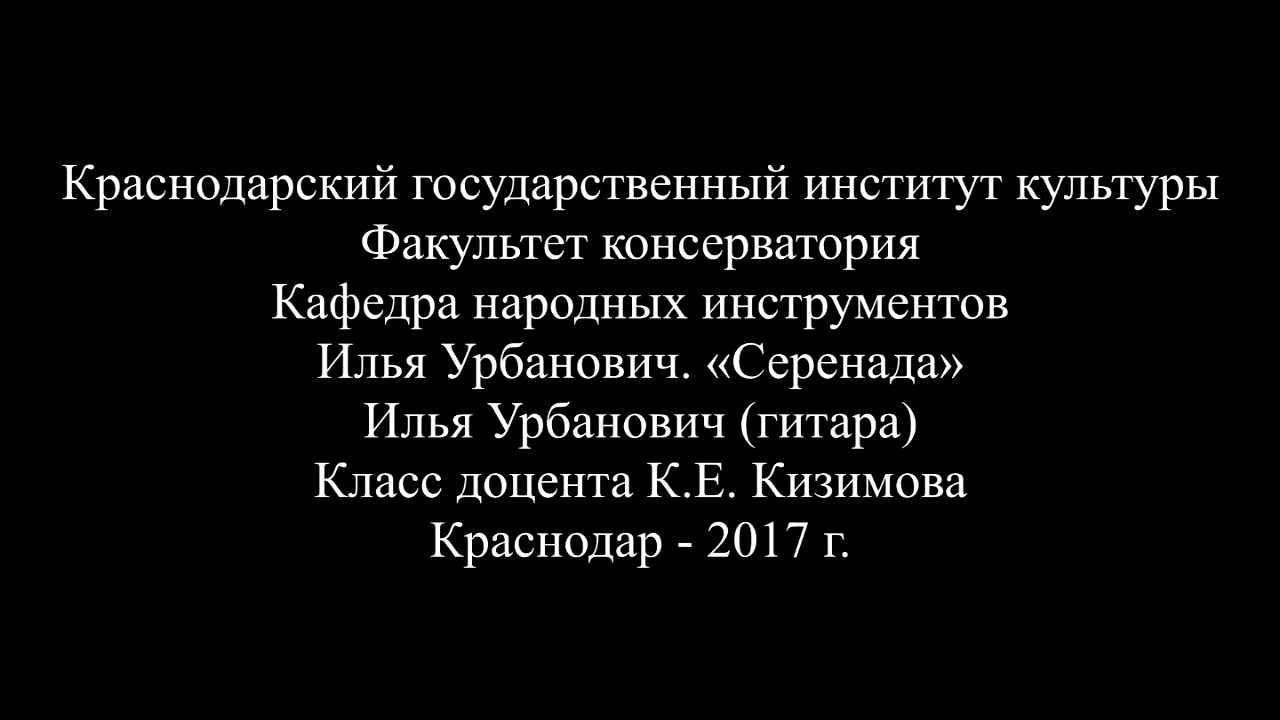 Краснодарский государственный институт культуры
Факультет консерватория
Кафедра народных инструментов
Илья Урбанович. «Серенада»
Илья Урбанович (гитара)
Класс доцента К.Е. Кизимова
Краснодар - 2017 г.